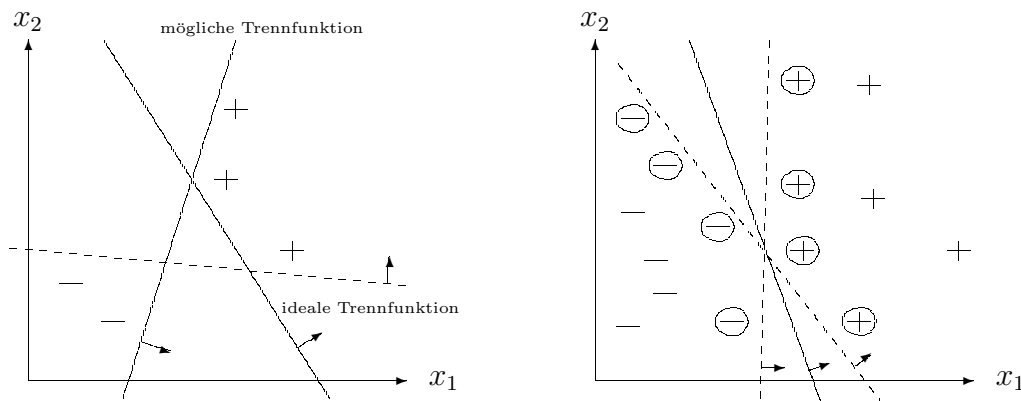 x₂
mögliche Trennfunktion
ideale Trennfunktion
x₁
x₂
x₁